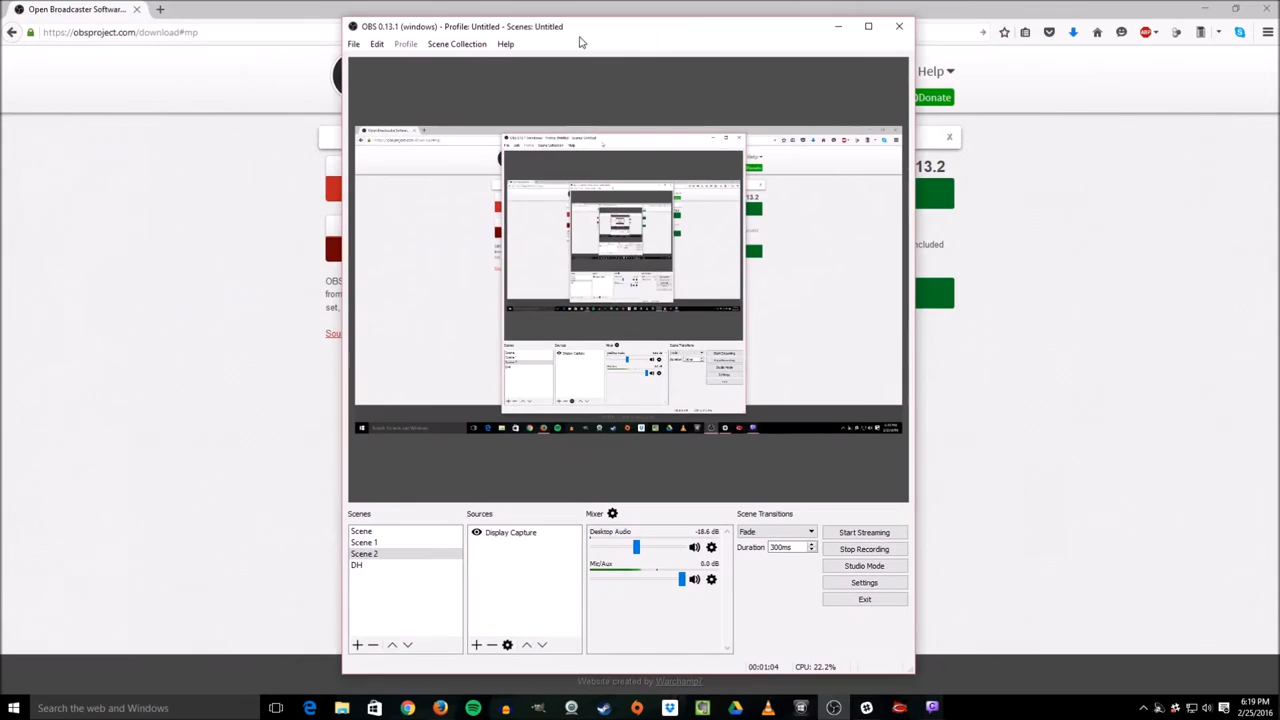 Open Broadcaster Softwar...
https://obsproject.com/download#mp
Help
Donate
13.2
included
OBS
from
set,
Sou
OBS 0.13.1 (windows) - Profile: Untitled - Scenes: Untitled
File Edit Profile Scene Collection Help
Scenes
Scene
Scene 1
Scene 2
DH
Sources
Display Capture
Mixer
Desktop Audio -18.6 dB
Mic/Aux 0.0 dB
Scene Transitions
Fade
Duration 300ms
Start Streaming
Stop Recording
Studio Mode
Settings
Exit
00:01:04 CPU: 22.2%
Website created by Warchamp7
Search the web and Windows
6:19 PM
2/25/2016